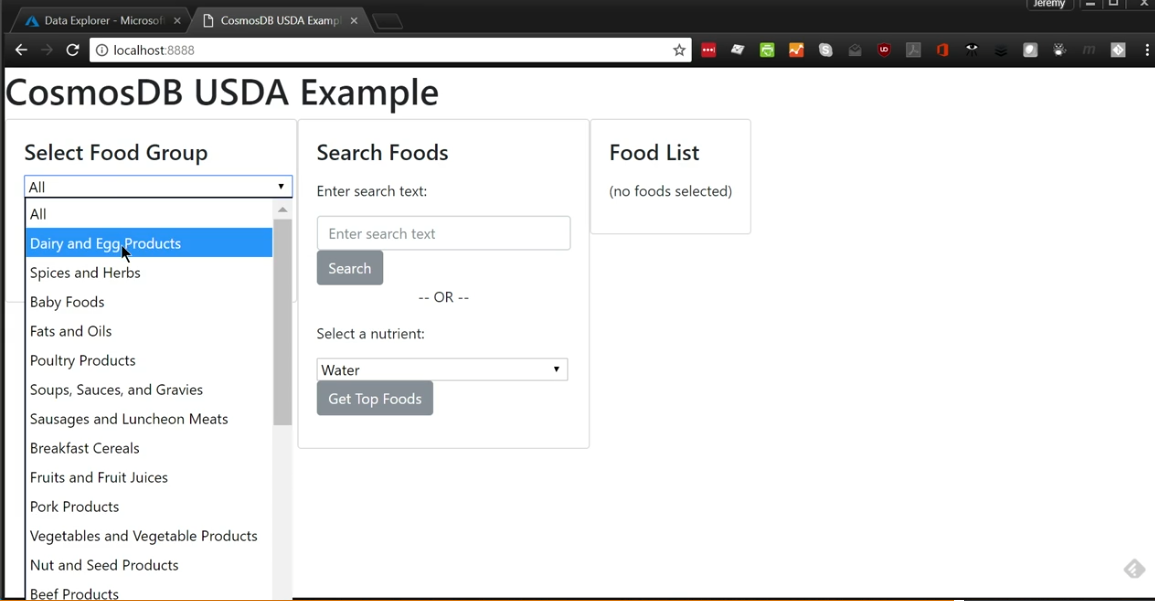 Jeremy
Data Explorer - Microsof
CosmosDB USDA Exampl
localhost:8888
CosmosDB USDA Example
Select Food Group
All
All
Dairy and Egg Products
Spices and Herbs
Baby Foods
Fats and Oils
Poultry Products
Soups, Sauces, and Gravies
Sausages and Luncheon Meats
Breakfast Cereals
Fruits and Fruit Juices
Pork Products
Vegetables and Vegetable Products
Nut and Seed Products
Beef Products
Search Foods
Enter search text:
Enter search text
Search
-- OR --
Select a nutrient:
Water
Get Top Foods
Food List
(no foods selected)